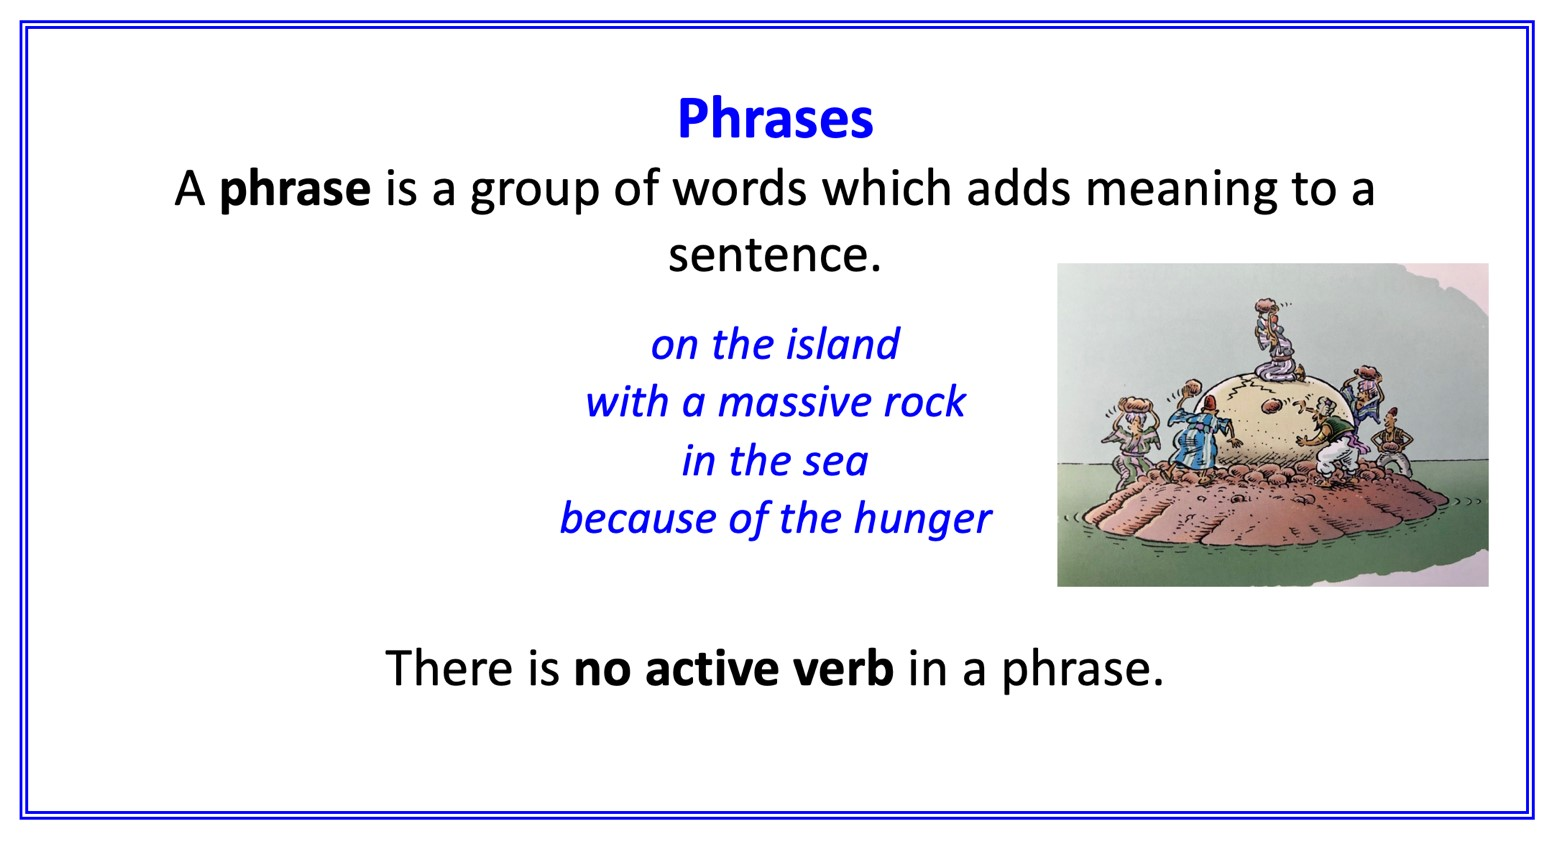 Phrases
A phrase is a group of words which adds meaning to a
sentence.
on the island
with a massive rock
in the sea
because of the hunger
There is no active verb in a phrase.